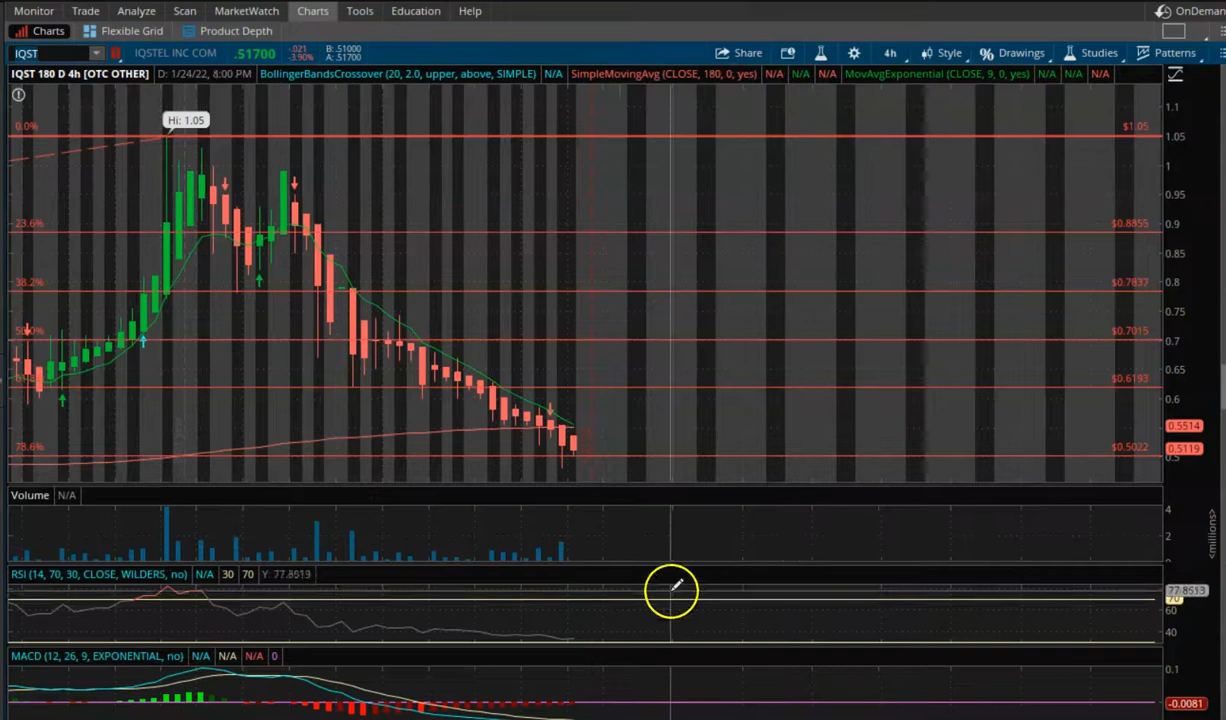 Monitor Trade Analyze Scan MarketWatch Charts Tools Education Help OnDeman
Charts Flexible Grid Product Depth
IQST IQSTEL INC COM .51700 -.021 -3.90% B: .51000 A: .51700 Share 4h Style Drawings Studies Patterns
IQST 180 D 4h [OTC OTHER] D: 1/24/22, 8:00 PM BollingerBandsCrossover (20, 2.0, upper, above, SIMPLE) N/A SimpleMovingAvg (CLOSE, 180, 0, yes) N/A N/A N/A MovAvgExponential (CLOSE, 9, 0, yes) N/A N/A N/A
1.1
0.0% Hi: 1.05 $1.05 1.05
1
0.95
23.6% $0.8855 0.9
0.85
38.2% $0.7837 0.8
0.75
$0.7015 0.7
0.65
$0.6193 0.6
0.5514
78.6% $0.5022 0.5119
Volume N/A
4
2
<millions>
RSI (14, 70, 30, CLOSE, WILDERS, no) N/A 30 70 Y: 77.8513
77.8513
60
40
MACD (12, 26, 9, EXPONENTIAL, no) N/A N/A N/A 0
0.1
-0.0081